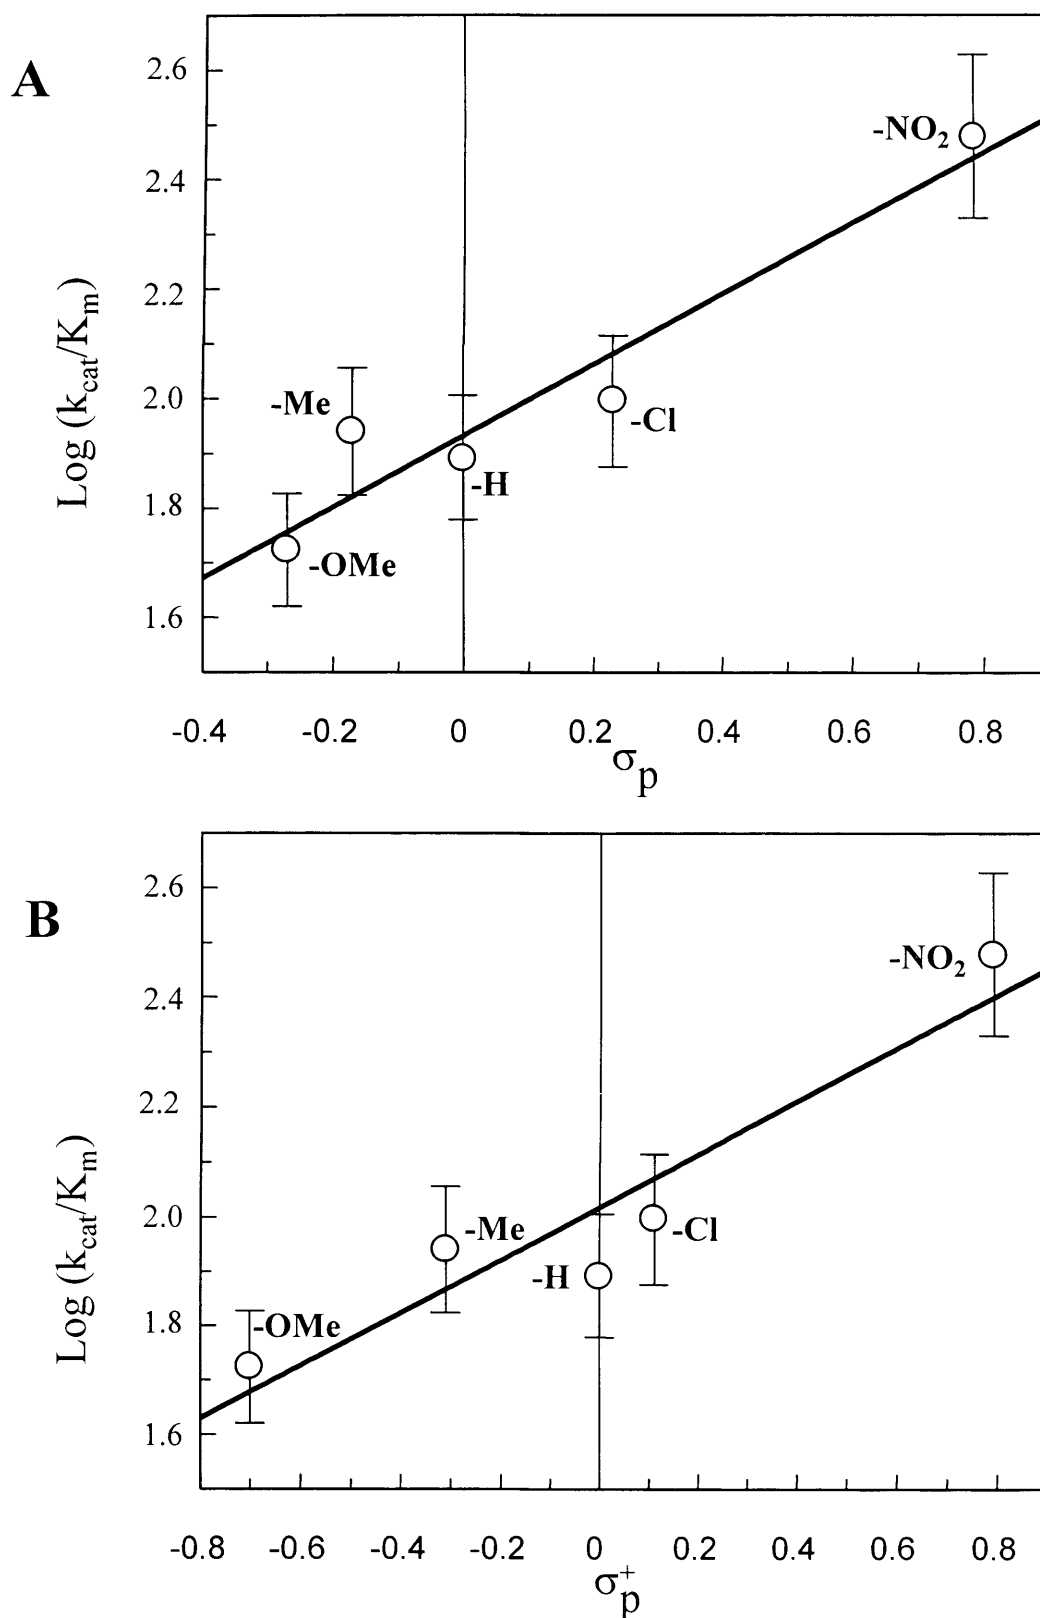 A
2.6
2.4
2.2
2.0
1.8
1.6
Log (k_cat/K_m)
-NO₂
-Me
-Cl
-H
-OMe
-0.4 -0.2 0 0.2 0.4 0.6 0.8
σ_p
B
2.6
2.4
2.2
2.0
1.8
1.6
Log (k_cat/K_m)
-NO₂
-Me
-Cl
-H
-OMe
-0.8 -0.6 -0.4 -0.2 0 0.2 0.4 0.6 0.8
σ_p^+